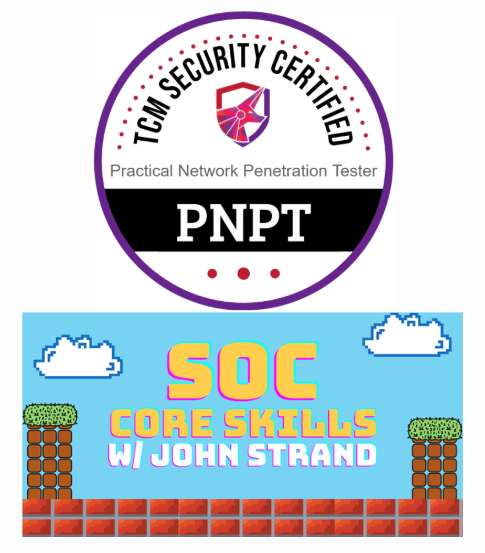 TCM SECURITY CERTIFIED
Practical Network Penetration Tester
PNPT
SOC
CORE SKILLS
W/ JOHN STRAND